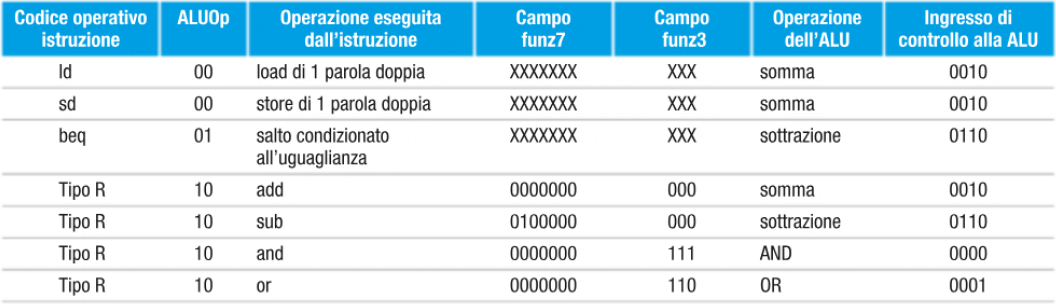 Codice operativo istruzione | ALUOp | Operazione eseguita dall'istruzione | Campo funz7 | Campo funz3 | Operazione dell'ALU | Ingresso di controllo alla ALU
ld | 00 | load di 1 parola doppia | XXXXXXX | XXX | somma | 0010
sd | 00 | store di 1 parola doppia | XXXXXXX | XXX | somma | 0010
beq | 01 | salto condizionato all'uguaglianza | XXXXXXX | XXX | sottrazione | 0110
Tipo R | 10 | add | 0000000 | 000 | somma | 0010
Tipo R | 10 | sub | 0100000 | 000 | sottrazione | 0110
Tipo R | 10 | and | 0000000 | 111 | AND | 0000
Tipo R | 10 | or | 0000000 | 110 | OR | 0001